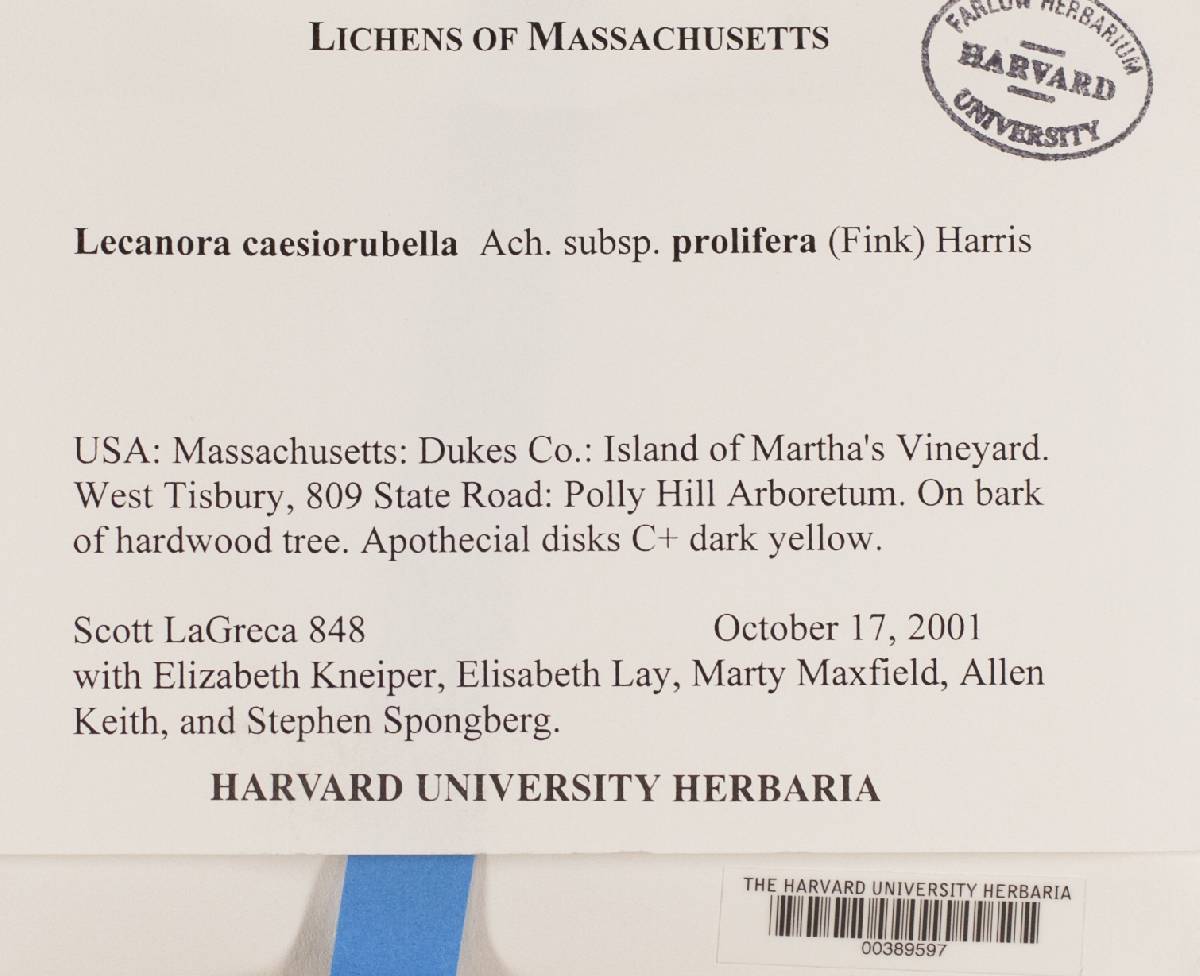 LICHENS OF MASSACHUSETTS
FARLOW HERBARIUM
HARVARD
UNIVERSITY
Lecanora caesiorubella Ach. subsp. prolifera (Fink) Harris
USA: Massachusetts: Dukes Co.: Island of Martha's Vineyard.
West Tisbury, 809 State Road: Polly Hill Arboretum. On bark
of hardwood tree. Apothecial disks C+ dark yellow.
Scott LaGreca 848 October 17, 2001
with Elizabeth Kneiper, Elisabeth Lay, Marty Maxfield, Allen
Keith, and Stephen Spongberg.
HARVARD UNIVERSITY HERBARIA
THE HARVARD UNIVERSITY HERBARIA
00389597